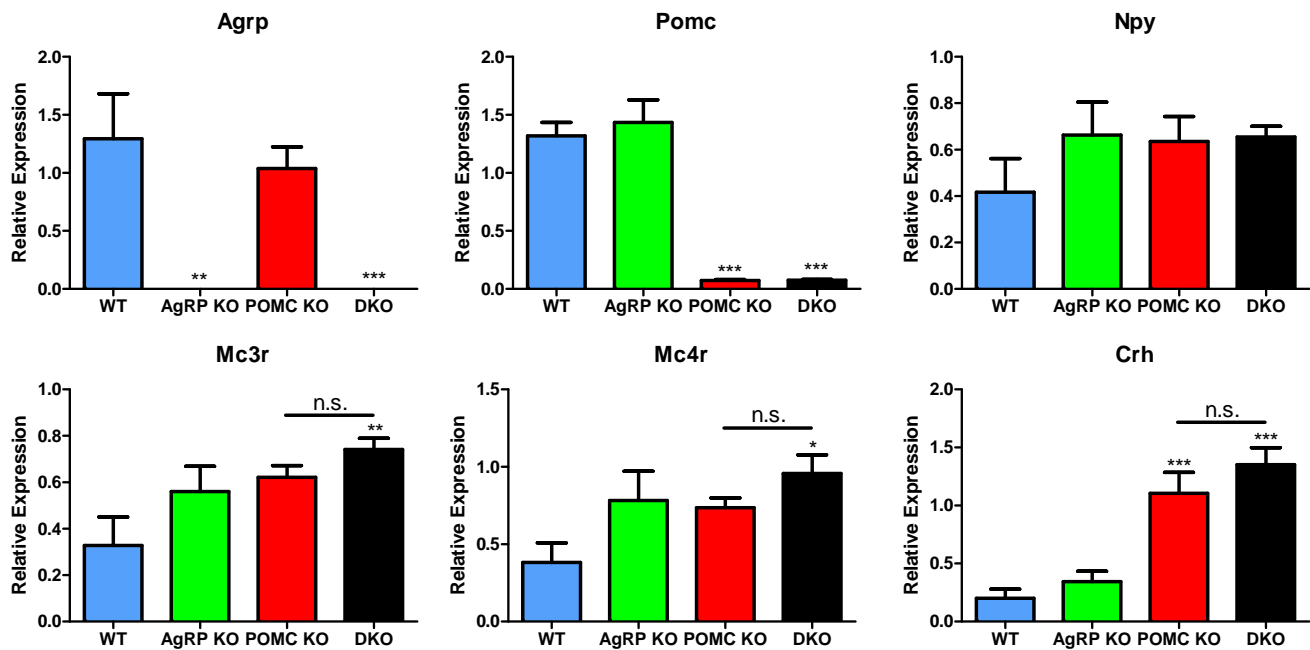 Agrp
Relative Expression
2.0
1.5
1.0
0.5
0.0
**
***
WT AgRP KO POMC KO DKO
Pomc
Relative Expression
2.0
1.5
1.0
0.5
0.0
***
***
WT AgRP KO POMC KO DKO
Npy
Relative Expression
1.0
0.8
0.6
0.4
0.2
0.0
WT AgRP KO POMC KO DKO
Mc3r
Relative Expression
1.0
0.8
0.6
0.4
0.2
0.0
n.s.
**
WT AgRP KO POMC KO DKO
Mc4r
Relative Expression
1.5
1.0
0.5
0.0
n.s.
*
WT AgRP KO POMC KO DKO
Crh
Relative Expression
2.0
1.5
1.0
0.5
0.0
n.s.
***
***
WT AgRP KO POMC KO DKO